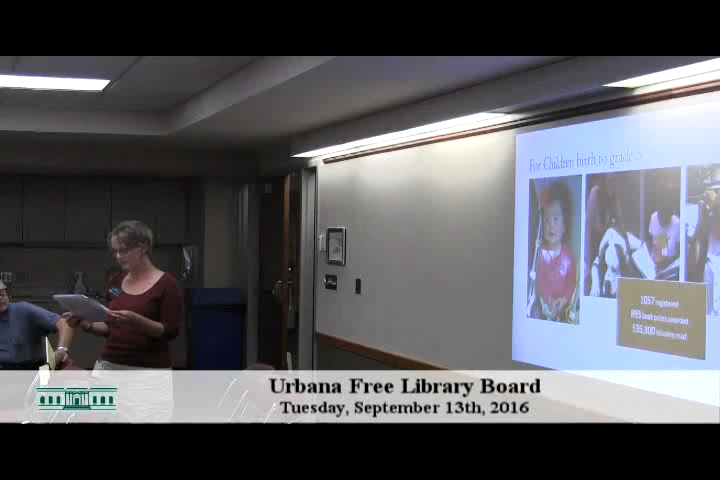 For Children birth to grade 5
1057 registered
893 book prizes awarded
535,800 minutes read
Urbana Free Library Board
Tuesday, September 13th, 2016